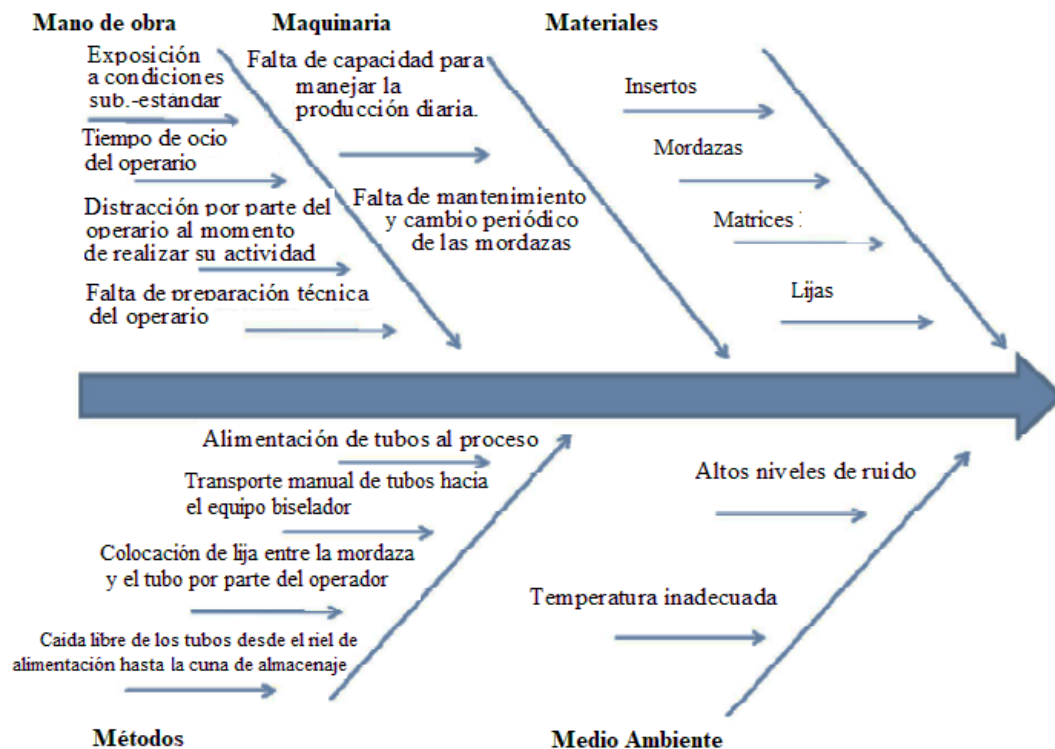 Mano de obra
Maquinaria
Materiales
Exposición
a condiciones
sub.-estándar
Tiempo de ocio
del operario
Distracción por parte del
operario al momento
de realizar su actividad
Falta de preparación técnica
del operario
Falta de capacidad para
manejar la
producción diaria.
Falta de mantenimiento
y cambio periódico
de las mordazas
Insertos
Mordazas
Matrices
Lijas
Alimentación de tubos al proceso
Transporte manual de tubos hacia
el equipo biselador
Colocación de lija entre la mordaza
y el tubo por parte del operador
Caida libre de los tubos desde el riel de
alimentación hasta la cuna de almacenaje
Altos niveles de ruido
Temperatura inadecuada
Métodos
Medio Ambiente